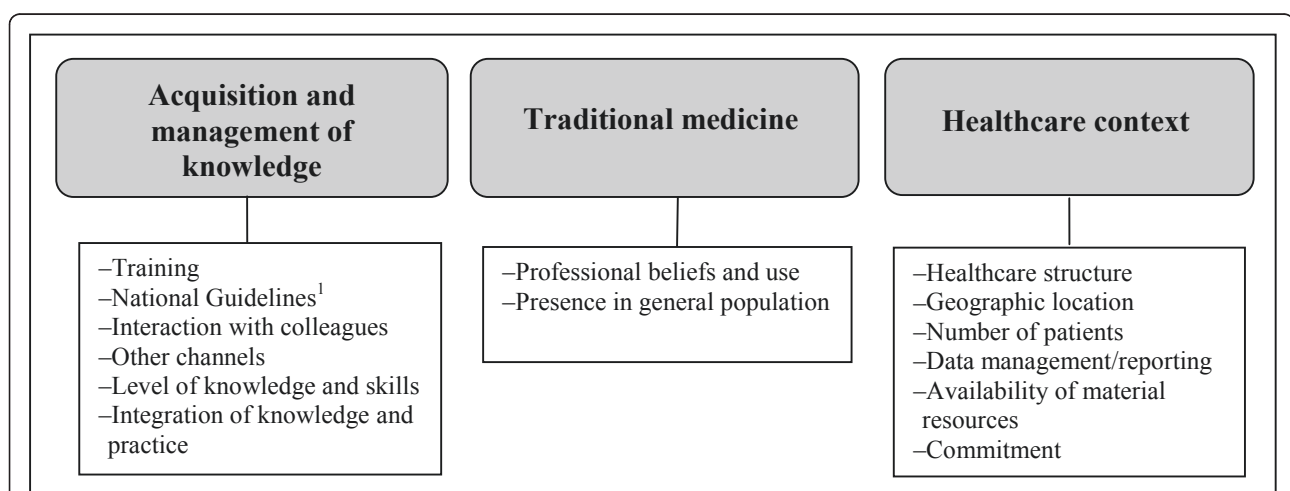 Acquisition and
management of
knowledge
–Training
–National Guidelines¹
–Interaction with colleagues
–Other channels
–Level of knowledge and skills
–Integration of knowledge and
practice
Traditional medicine
–Professional beliefs and use
–Presence in general population
Healthcare context
–Healthcare structure
–Geographic location
–Number of patients
–Data management/reporting
–Availability of material
resources
–Commitment